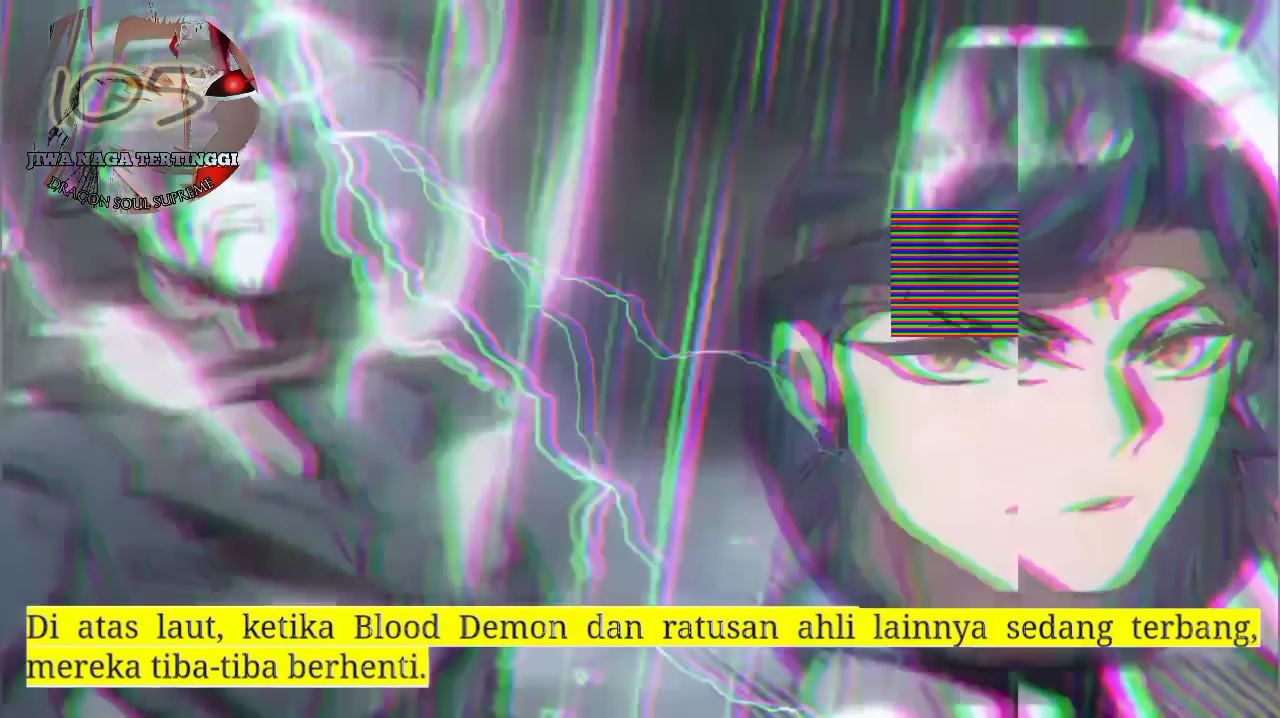 105
JIWA NAGA TERTINGGI
DRAGON SOUL SUPREME
Di atas laut, ketika Blood Demon dan ratusan ahli lainnya sedang terbang,
mereka tiba-tiba berhenti.